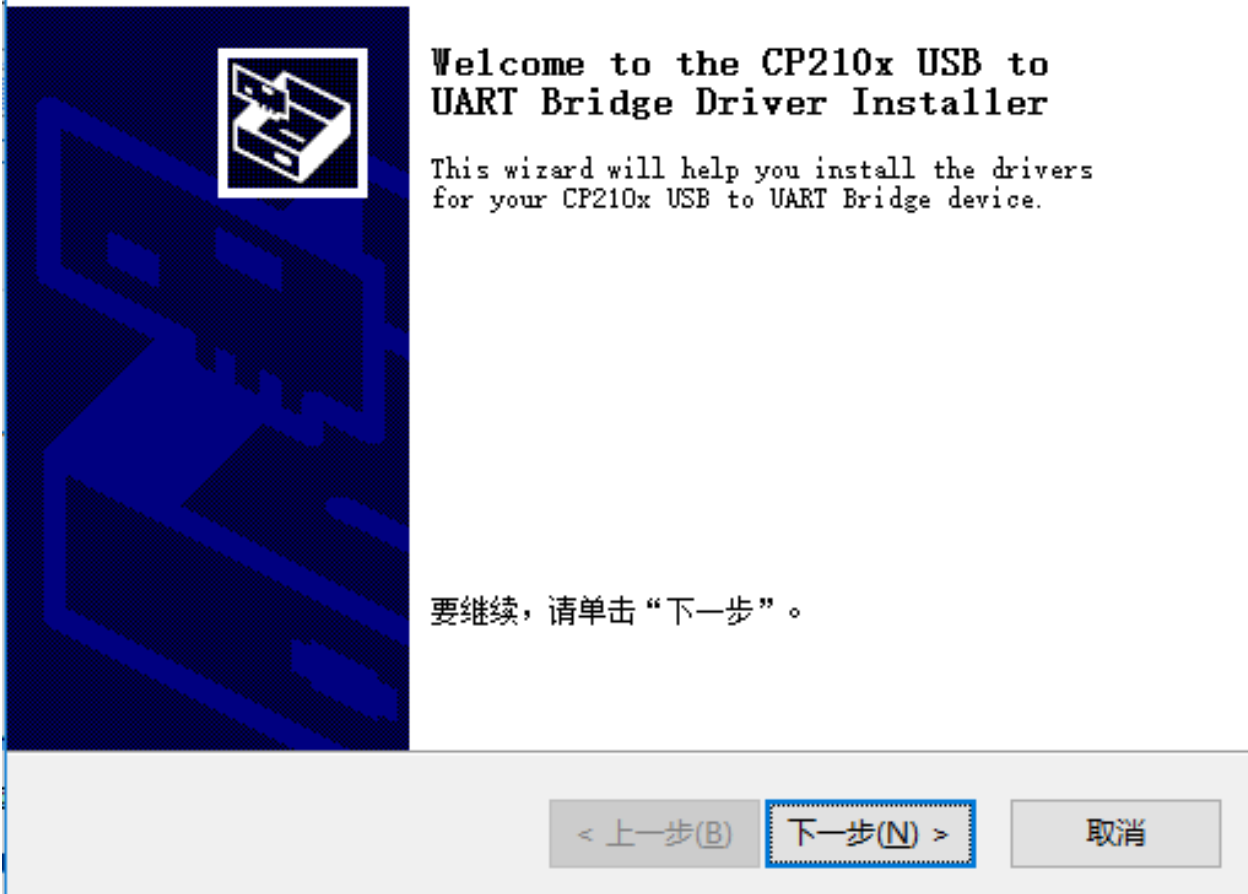 Welcome to the CP210x USB to
UART Bridge Driver Installer
This wizard will help you install the drivers
for your CP210x USB to UART Bridge device.
要继续，请单击“下一步”。
< 上一步(B)
下一步(N) >
取消